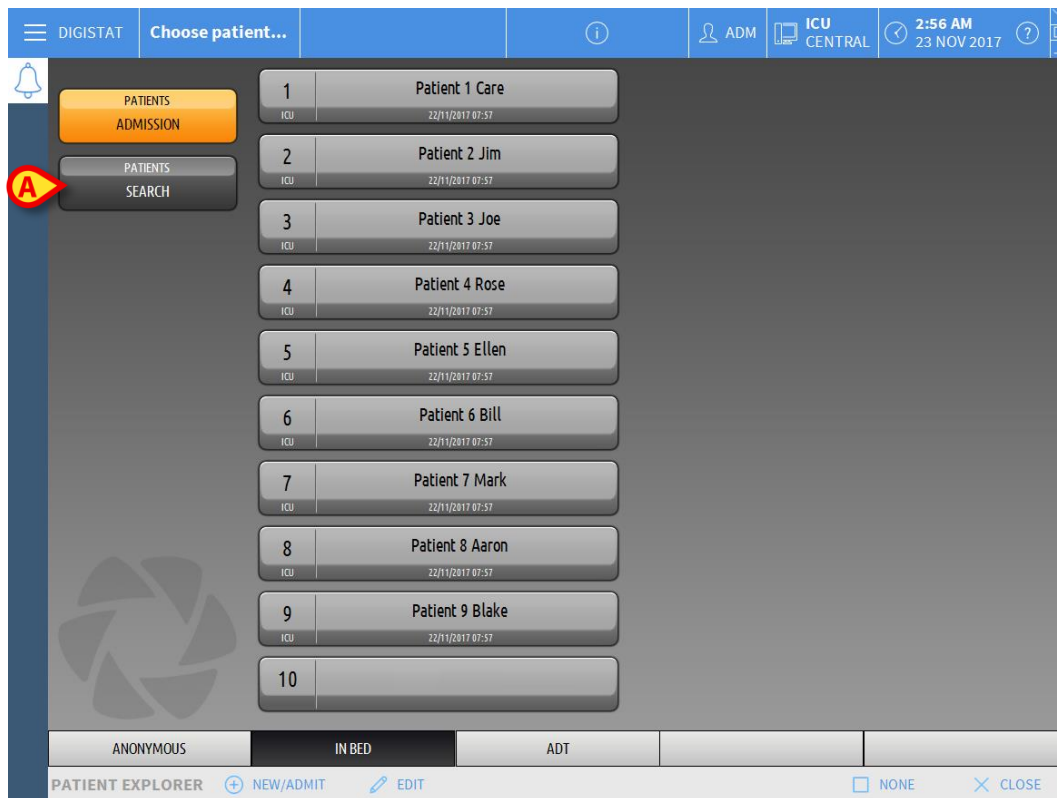 DIGISTAT Choose patient... i ADM ICU CENTRAL 2:56 AM 23 NOV 2017 ?
PATIENTS
ADMISSION
PATIENTS
SEARCH
A
1 Patient 1 Care
ICU 22/11/2017 07:57
2 Patient 2 Jim
ICU 22/11/2017 07:57
3 Patient 3 Joe
ICU 22/11/2017 07:57
4 Patient 4 Rose
ICU 22/11/2017 07:57
5 Patient 5 Ellen
ICU 22/11/2017 07:57
6 Patient 6 Bill
ICU 22/11/2017 07:57
7 Patient 7 Mark
ICU 22/11/2017 07:57
8 Patient 8 Aaron
ICU 22/11/2017 07:57
9 Patient 9 Blake
ICU 22/11/2017 07:57
10
ANONYMOUS IN BED ADT
PATIENT EXPLORER NEW/ADMIT EDIT NONE CLOSE